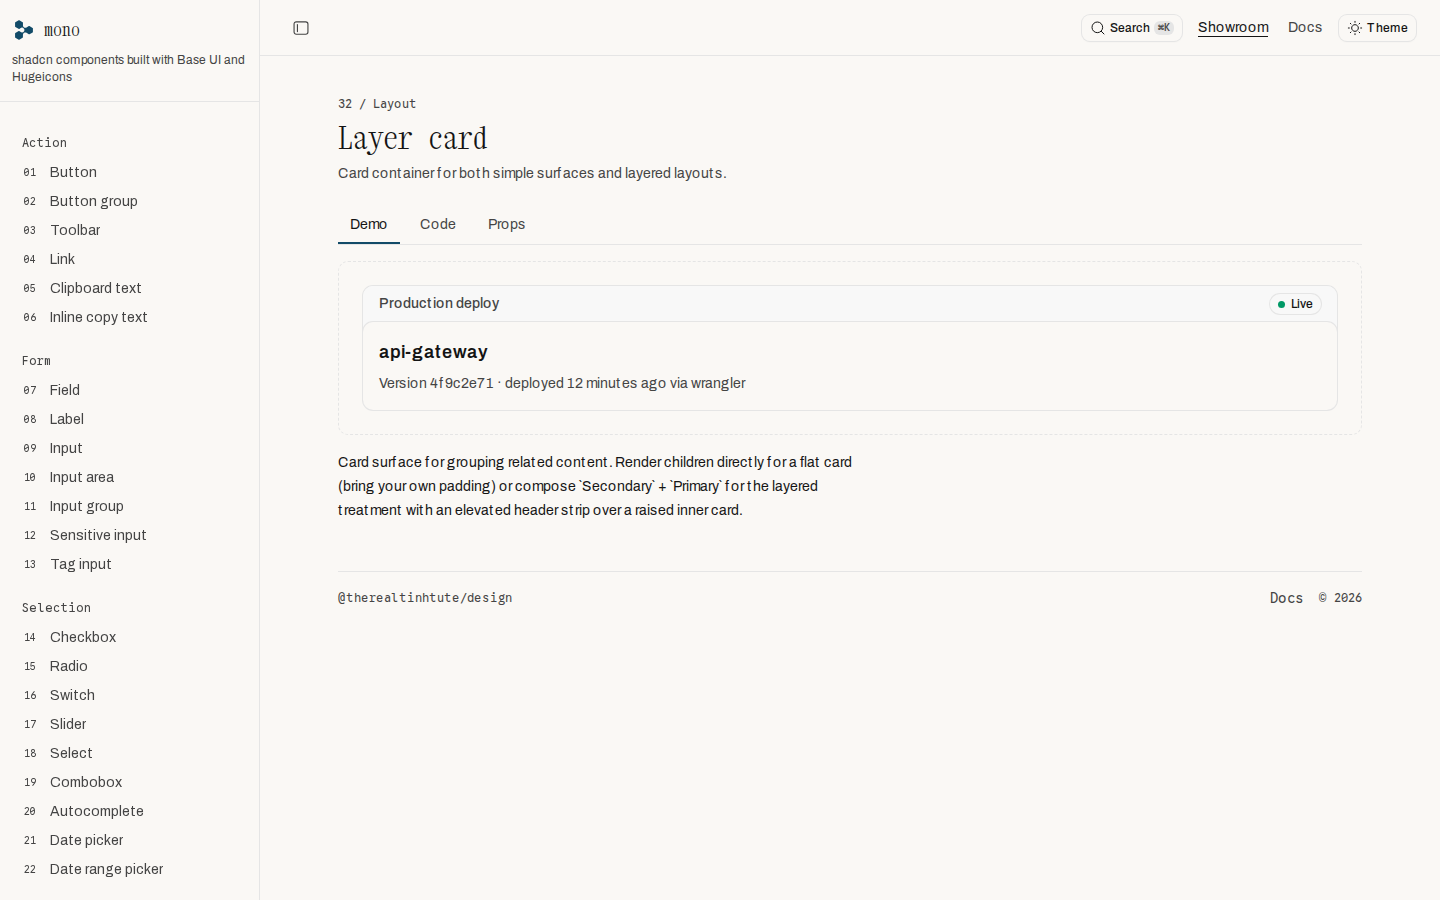 mono
shadcn components built with Base UI and
Hugeicons
Action
01 Button
02 Button group
03 Toolbar
04 Link
05 Clipboard text
06 Inline copy text
Form
07 Field
08 Label
09 Input
10 Input area
11 Input group
12 Sensitive input
13 Tag input
Selection
14 Checkbox
15 Radio
16 Switch
17 Slider
18 Select
19 Combobox
20 Autocomplete
21 Date picker
22 Date range picker
Search ⌘K Showroom Docs Theme
32 / Layout
Layer card
Card container for both simple surfaces and layered layouts.
Demo Code Props
Production deploy Live
api-gateway
Version 4f9c2e71 · deployed 12 minutes ago via wrangler
Card surface for grouping related content. Render children directly for a flat card
(bring your own padding) or compose `Secondary` + `Primary` for the layered
treatment with an elevated header strip over a raised inner card.
@therealtinhtute/design Docs © 2026